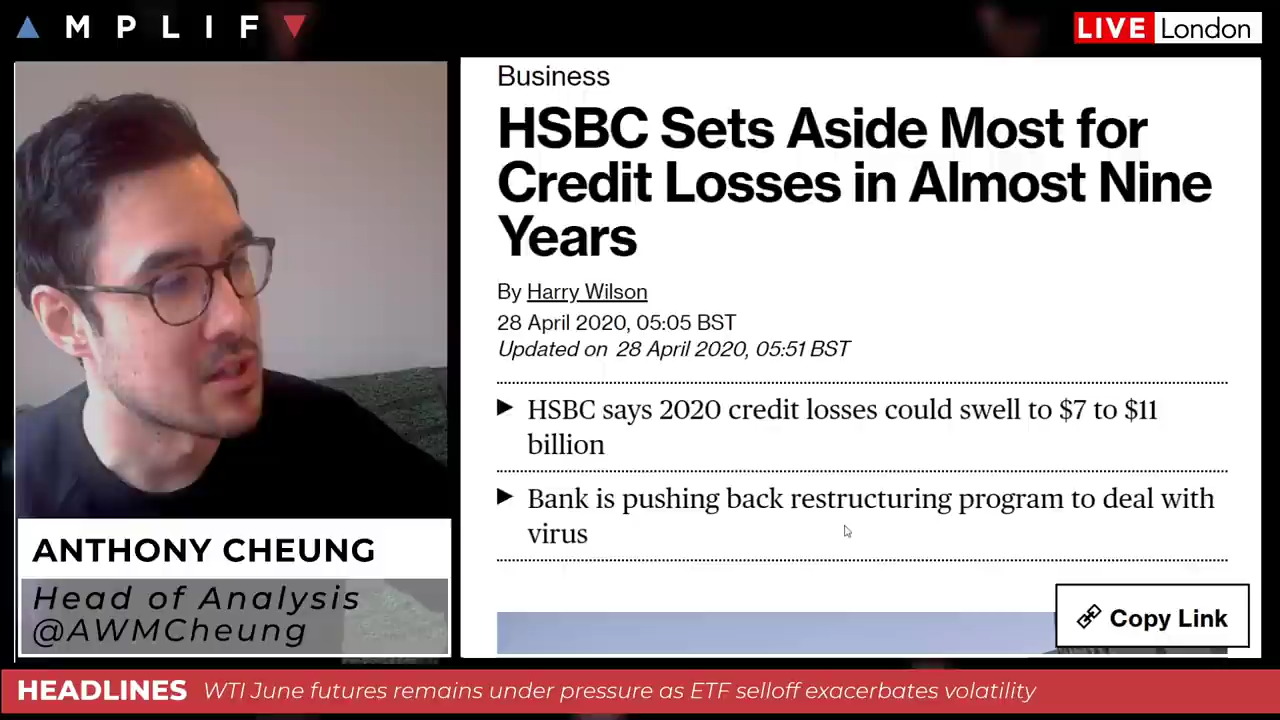 AMPLIFY
LIVE London
Business
HSBC Sets Aside Most for
Credit Losses in Almost Nine
Years
By Harry Wilson
28 April 2020, 05:05 BST
Updated on 28 April 2020, 05:51 BST
HSBC says 2020 credit losses could swell to $7 to $11
billion
Bank is pushing back restructuring program to deal with
virus
Copy Link
ANTHONY CHEUNG
Head of Analysis
@AWMCheung
HEADLINES WTI June futures remains under pressure as ETF selloff exacerbates volatility